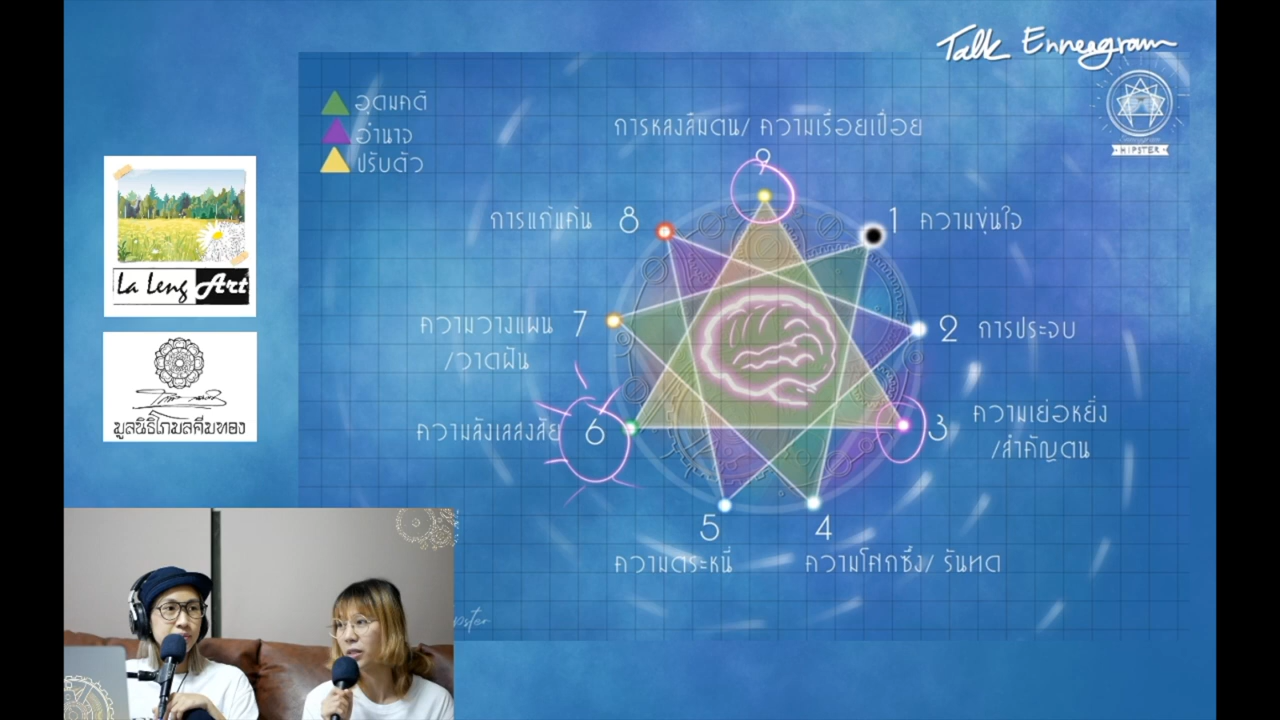 Talk Enneagram
HIPSTER
อุดมคติ
อำนาจ
ปรับตัว
การหลงลืมตน/ ความเรื่อยเปื่อย
9
การแก้แค้น 8
1 ความขุ่นใจ
ความวางแผน 7
/วาดฝัน
2 การประจบ
ความลังเลสงสัย 6
3 ความเย่อหยิ่ง
/สำคัญตน
5
ความตระหนี่
4
ความโศกซึ้ง/ รันทด
La Leng Art
มูลนิธิโกมลคีมทอง
pster